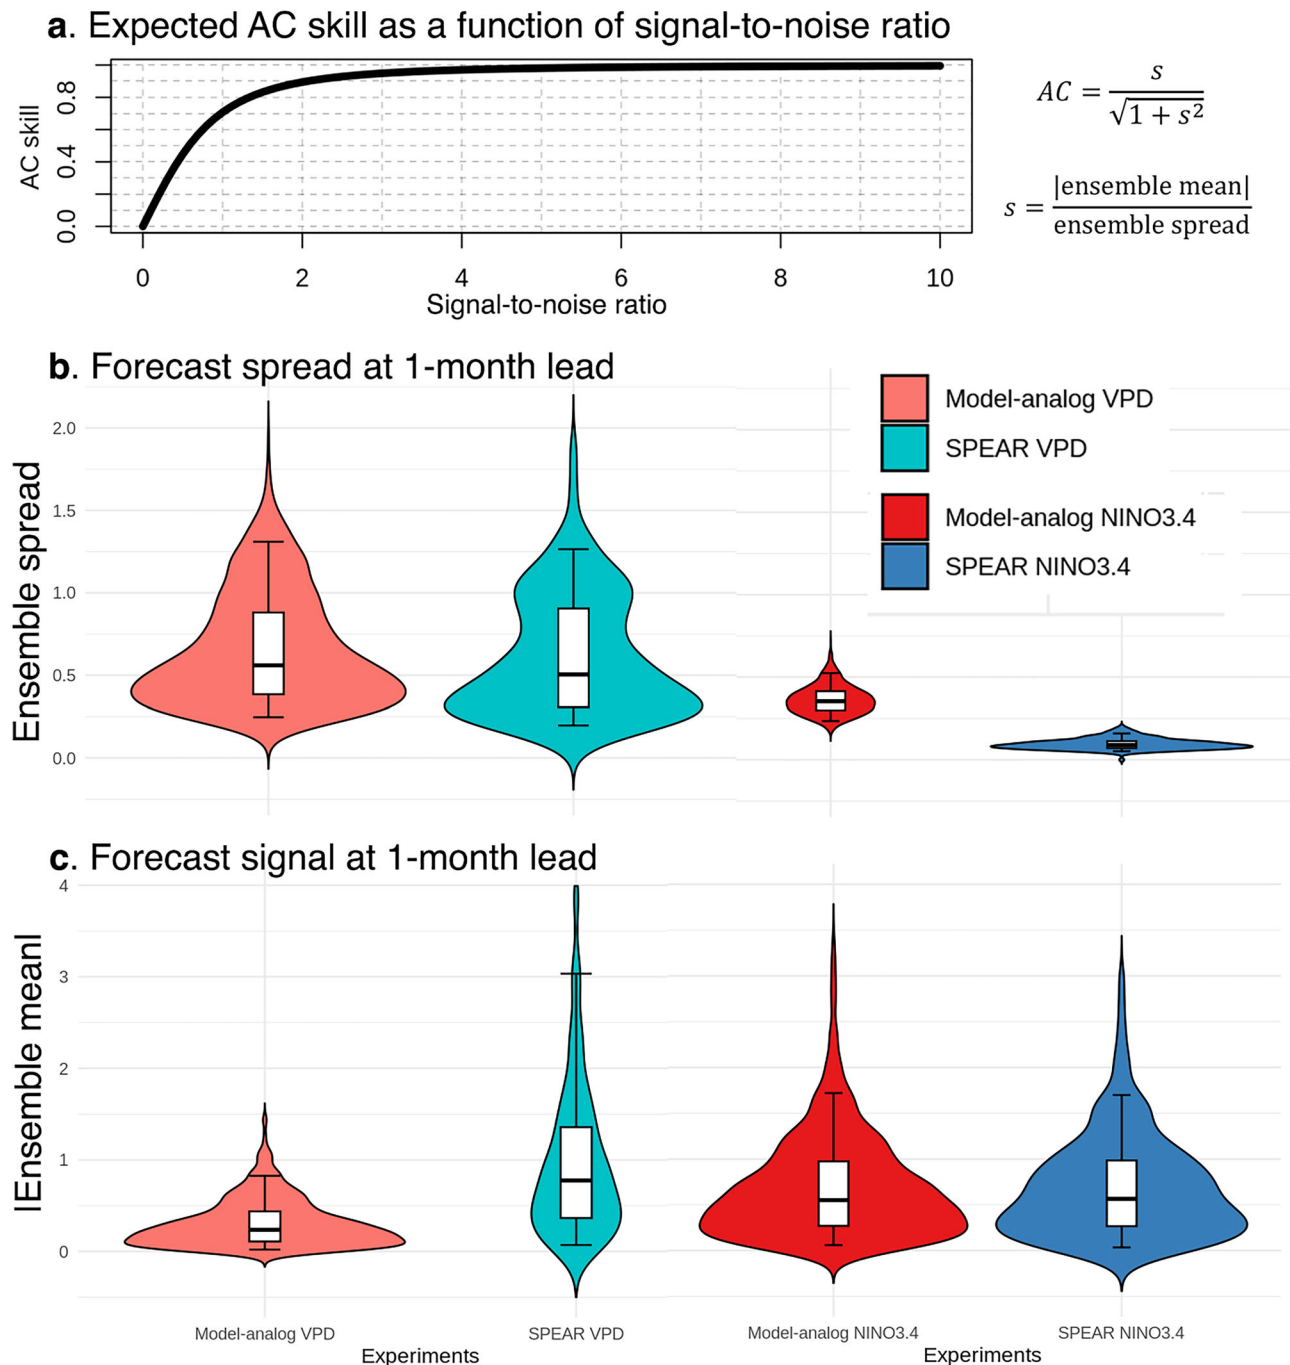 a. Expected AC skill as a function of signal-to-noise ratio
AC skill
0.8
0.4
0.0
0 2 4 6 8 10
Signal-to-noise ratio
AC = s / √1 + s²
s = |ensemble mean| / ensemble spread
b. Forecast spread at 1-month lead
Ensemble spread
2.0
1.5
1.0
0.5
0.0
Model-analog VPD
SPEAR VPD
Model-analog NINO3.4
SPEAR NINO3.4
c. Forecast signal at 1-month lead
|Ensemble mean|
4
3
2
1
0
Model-analog VPD SPEAR VPD Model-analog NINO3.4 SPEAR NINO3.4
Experiments Experiments